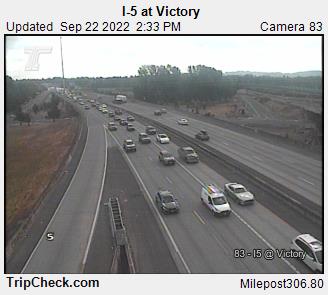 I-5 at Victory
Updated Sep 22 2022 2:33 PM Camera 83
TR
S
83 - I5 @ Victory
TripCheck.com Milepost306.80